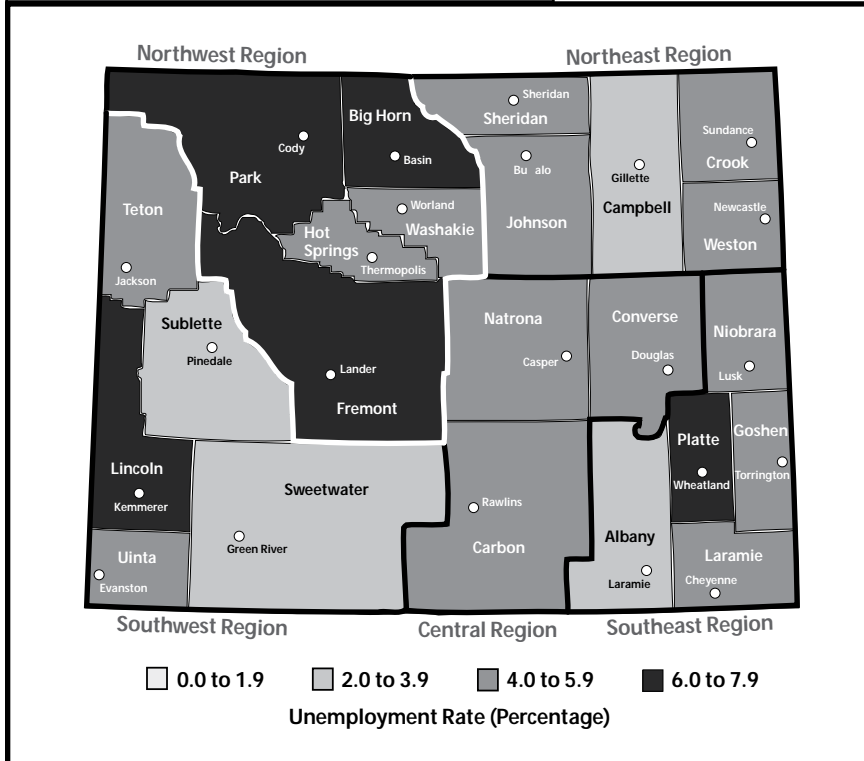 Northwest Region
Northeast Region
Sheridan
Sheridan
Big Horn
Cody
Basin
Park
Bu alo
Gillette
Sundance
Crook
Teton
Worland
Washakie
Johnson
Campbell
Newcastle
Weston
Hot
Springs
Thermopolis
Jackson
Sublette
Pinedale
Natrona
Casper
Converse
Douglas
Niobrara
Lusk
Lander
Fremont
Platte
Wheatland
Goshen
Torrington
Lincoln
Kemmerer
Sweetwater
Green River
Rawlins
Carbon
Albany
Laramie
Laramie
Cheyenne
Uinta
Evanston
Southwest Region
Central Region
Southeast Region
0.0 to 1.9
2.0 to 3.9
4.0 to 5.9
6.0 to 7.9
Unemployment Rate (Percentage)